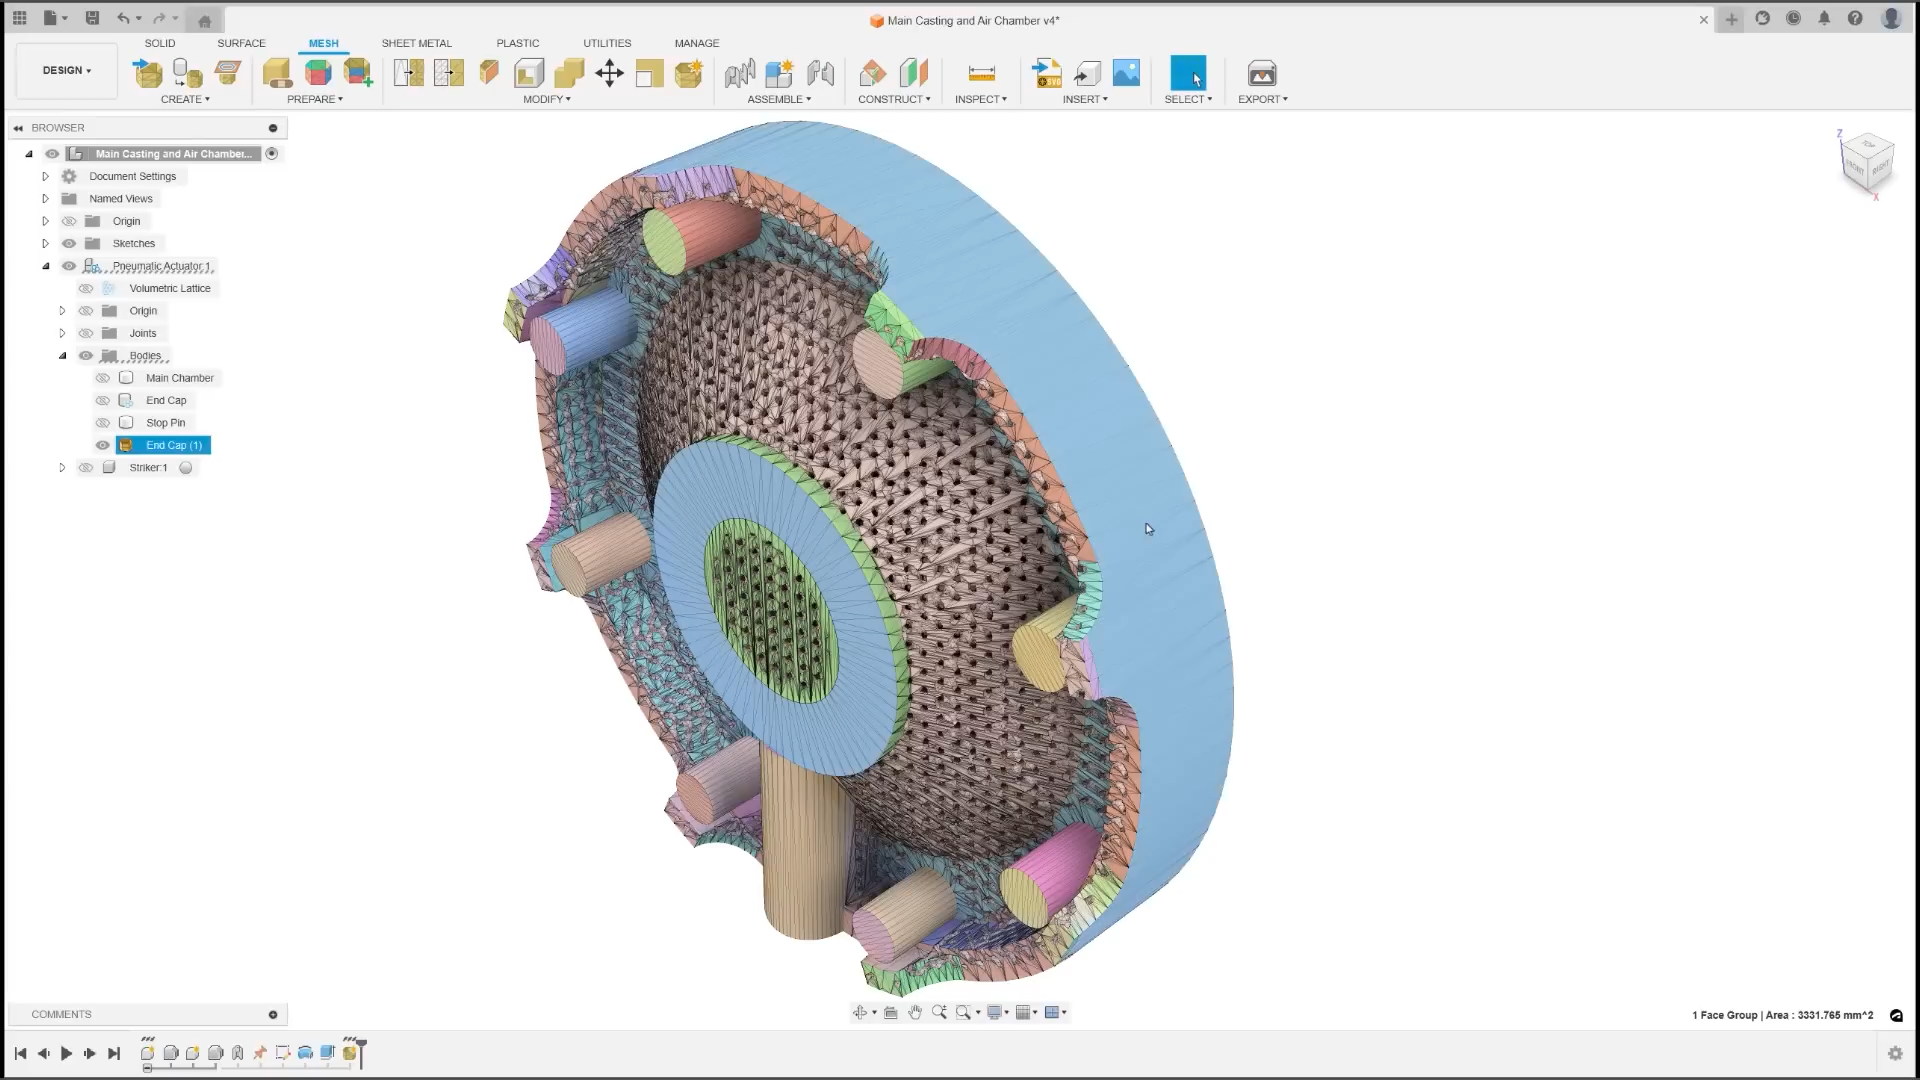 Main Casting and Air Chamber v4*
SOLID SURFACE MESH SHEET METAL PLASTIC UTILITIES MANAGE
DESIGN
CREATE PREPARE MODIFY ASSEMBLE CONSTRUCT INSPECT INSERT SELECT EXPORT
BROWSER
Main Casting and Air Chamber...
Document Settings
Named Views
Origin
Sketches
Pneumatic Actuator 1
Volumetric Lattice
Origin
Joints
Bodies
Main Chamber
End Cap
Stop Pin
End Cap (1)
Striker:1
Z
TOP
FRONT RIGHT
X
COMMENTS
1 Face Group | Area : 3331.765 mm^2